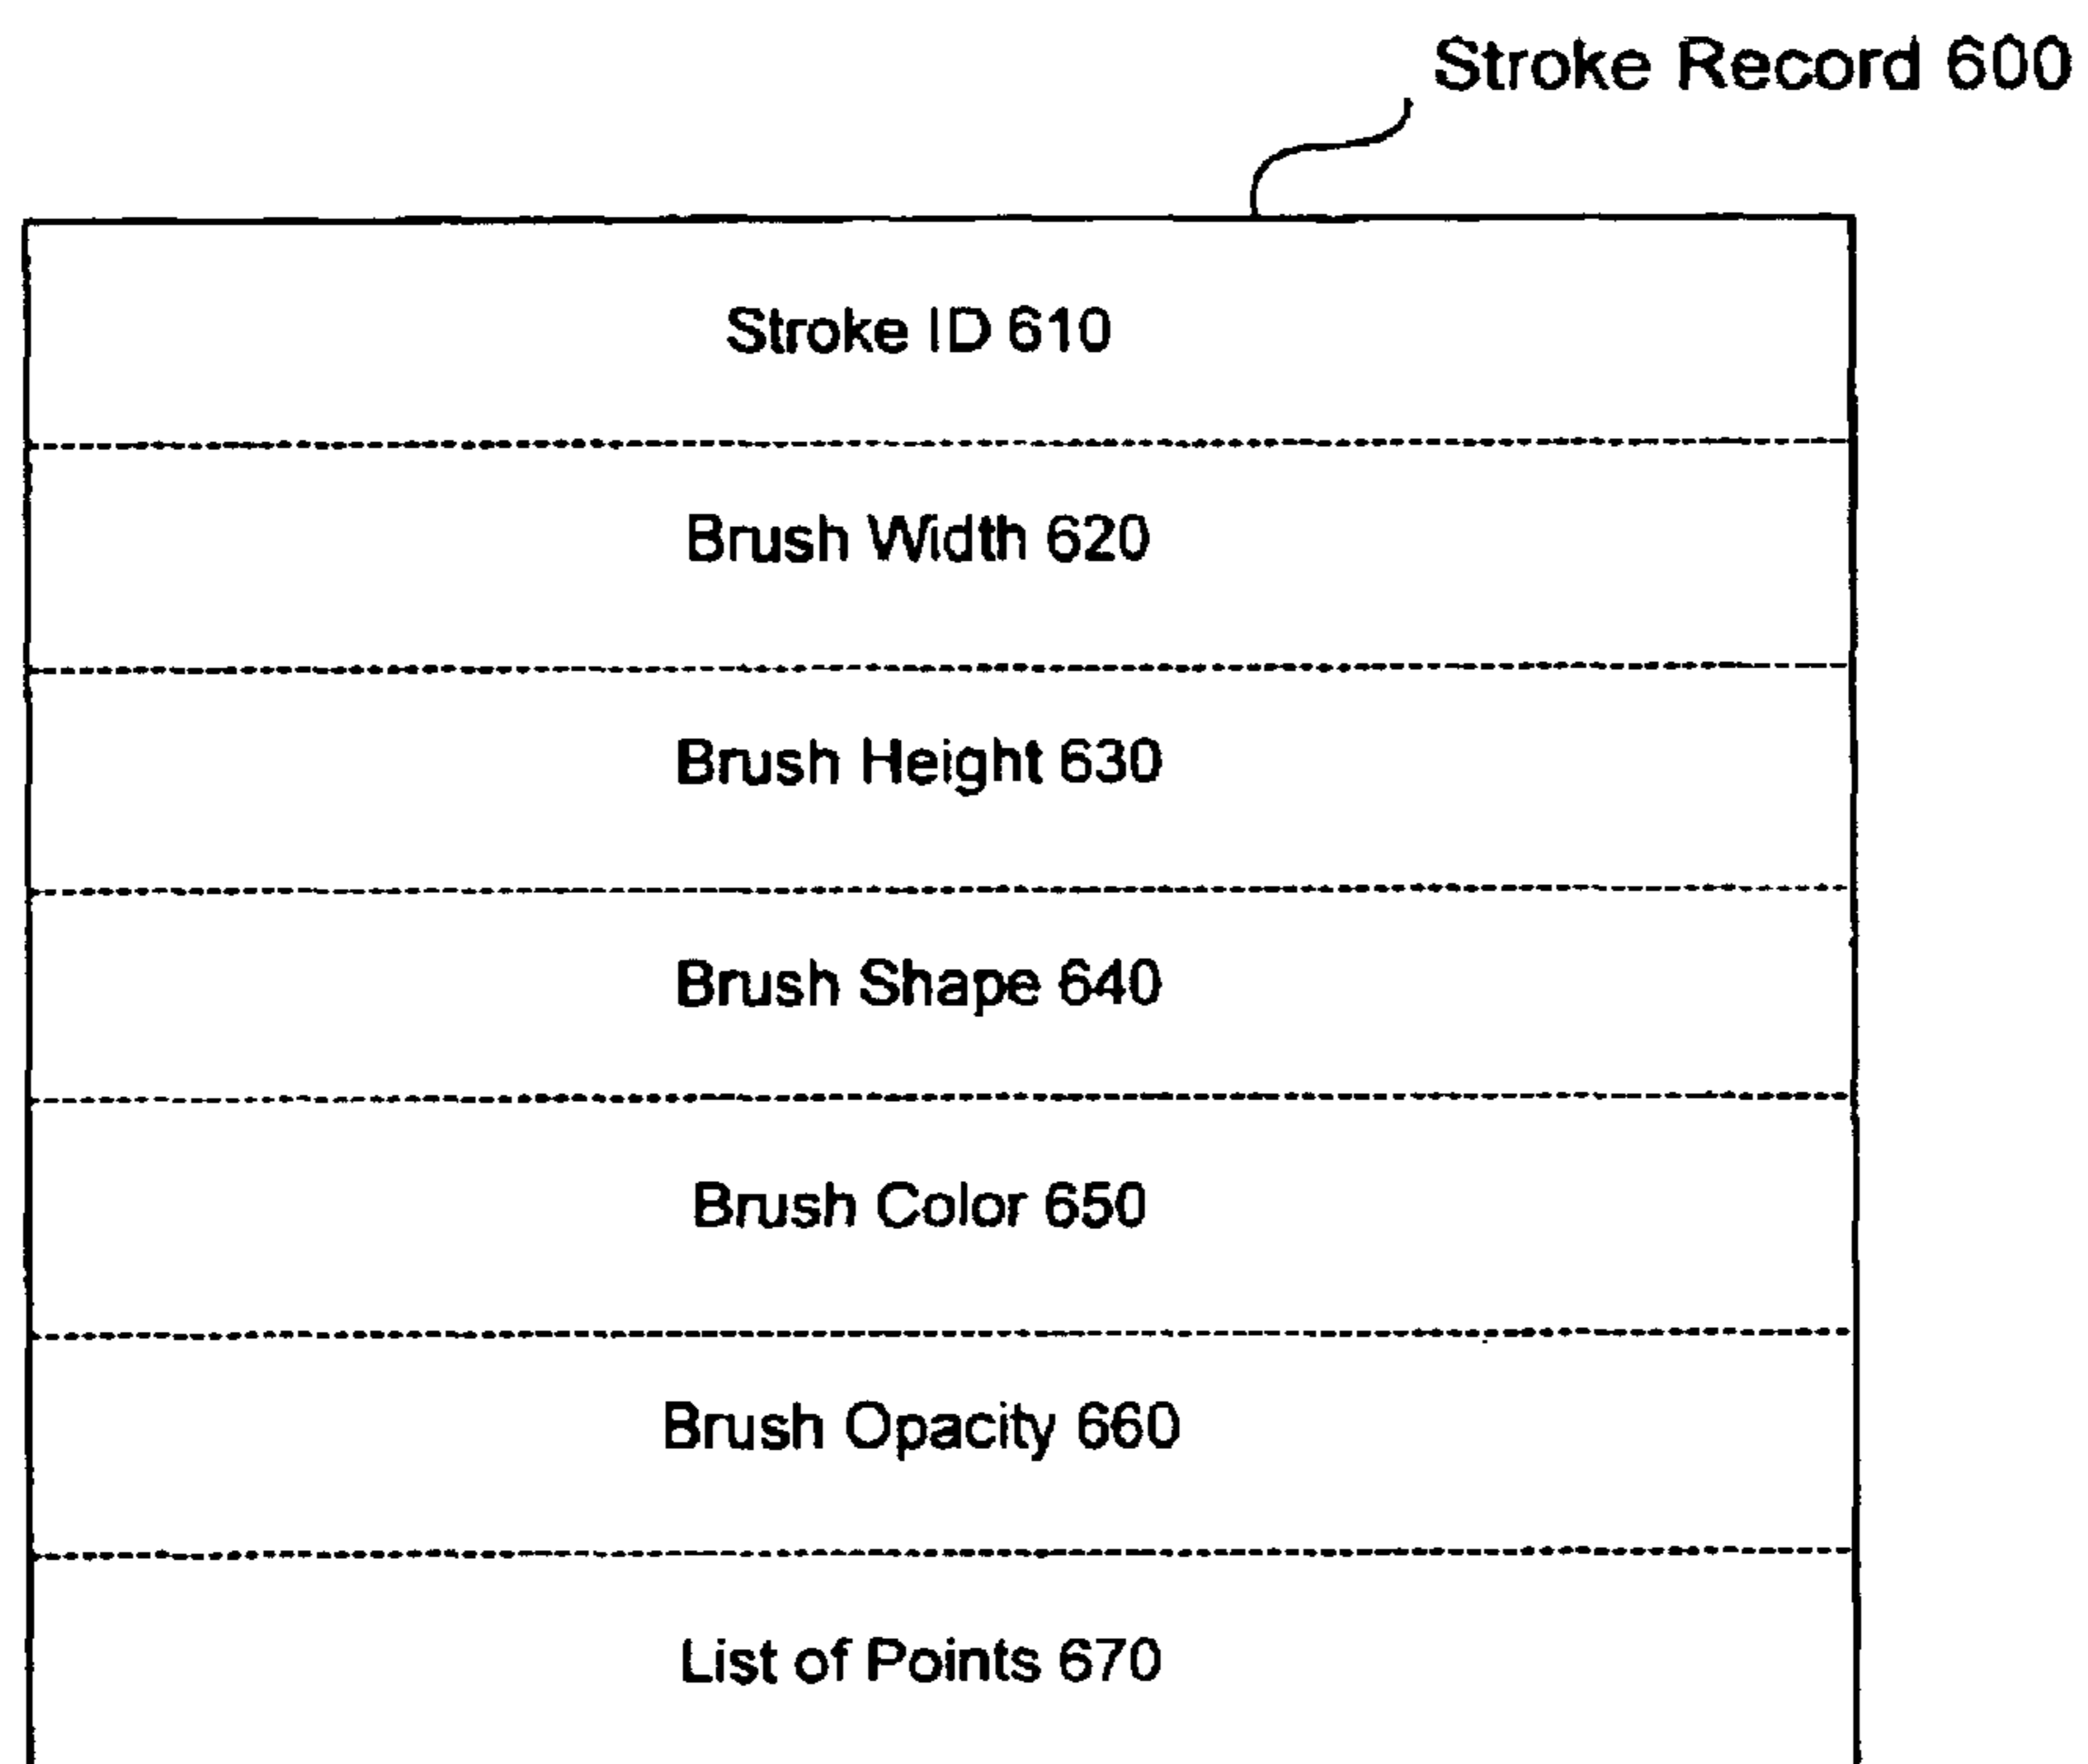 Stroke Record 600
Stroke ID 610
Brush Width 620
Brush Height 630
Brush Shape 640
Brush Color 650
Brush Opacity 660
List of Points 670